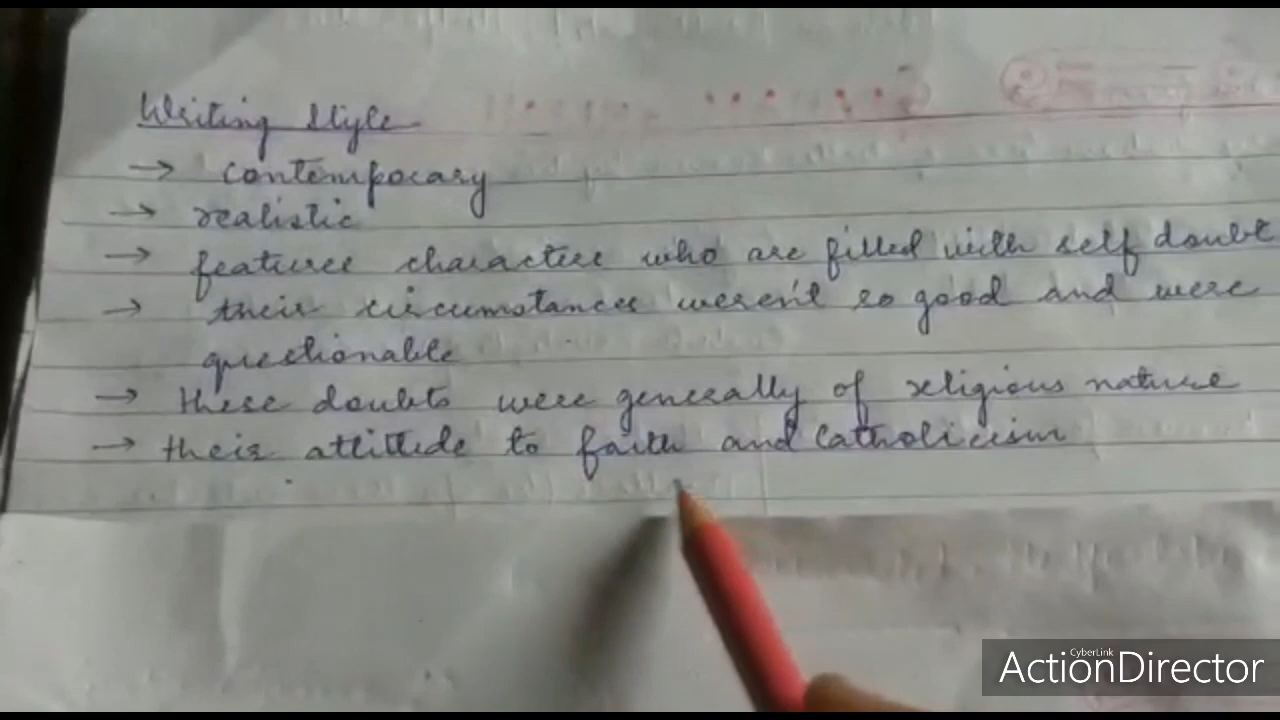 Writing Style
→ contemporary
→ realistic
→ features characters who are filled with self doubt
→ their circumstances weren't so good and were
questionable
→ these doubts were generally of religious nature
→ their attitude to faith and Catholicism
CyberLink
ActionDirector